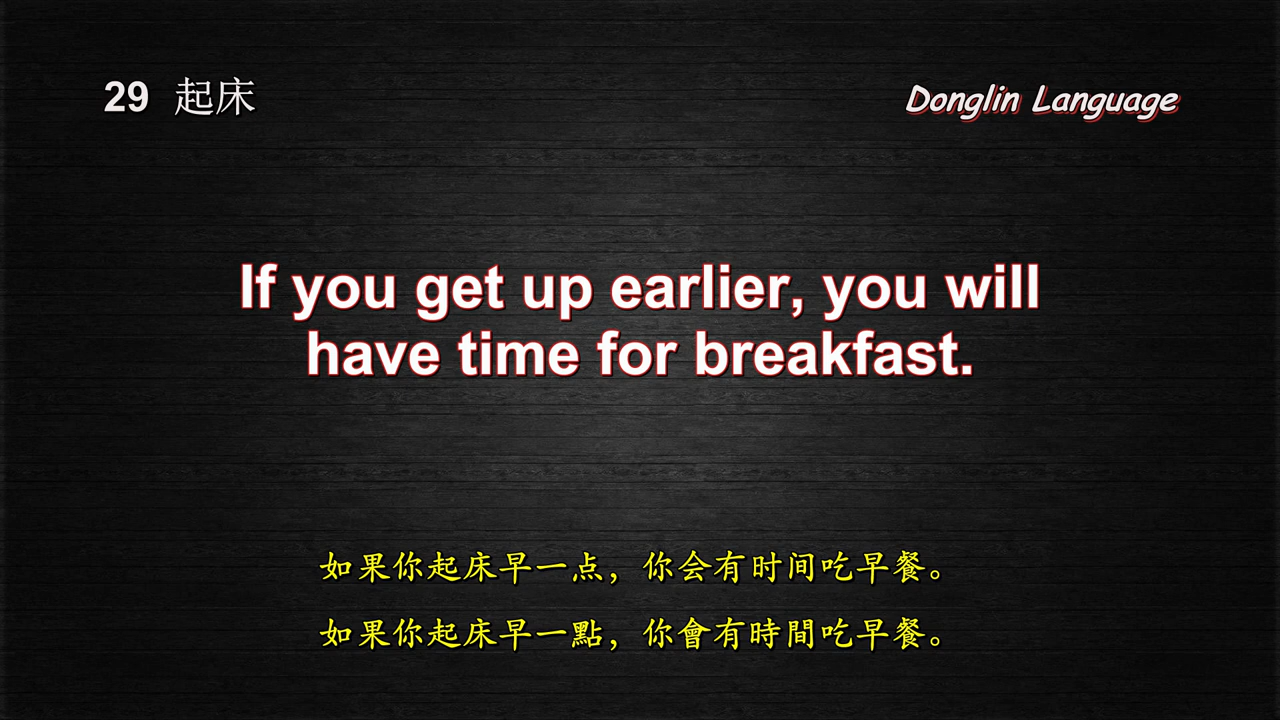 29 起床
Donglin Language
If you get up earlier, you will
have time for breakfast.
如果你起床早一点，你会有时间吃早餐。
如果你起床早一點，你會有時間吃早餐。